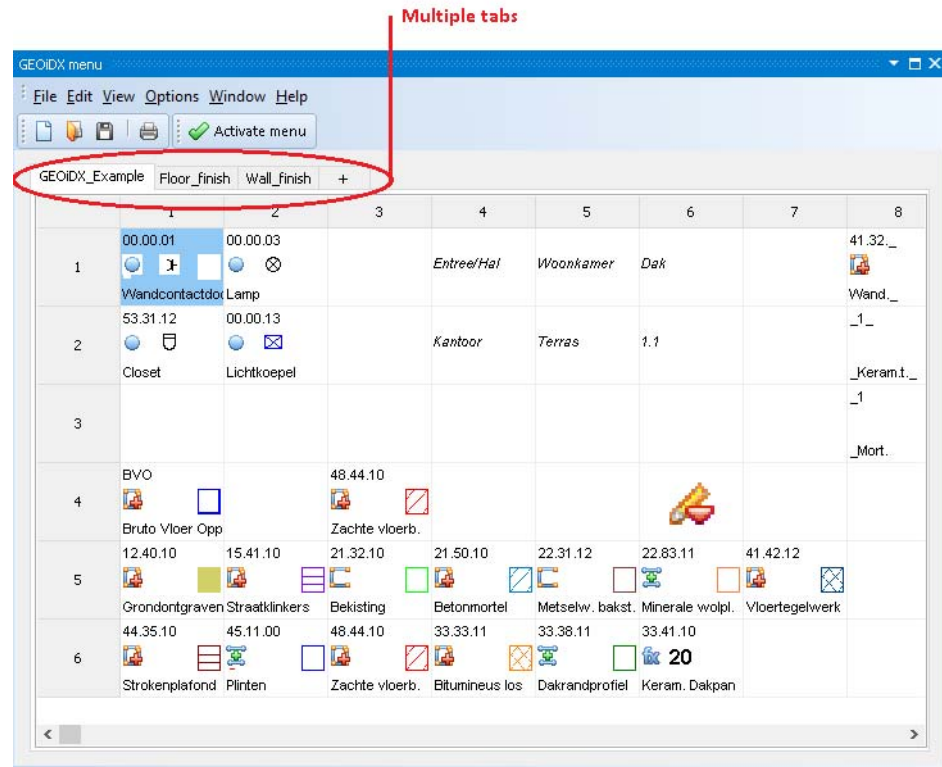 Multiple tabs
GEOiDX menu
File Edit View Options Window Help
Activate menu
GEOiDX_Example Floor_finish Wall_finish +
1 2 3 4 5 6 7 8
00.00.01 00.00.03 41.32._
1 Entree/Hal Woonkamer Dak
Wandcontactdoc Lamp Wand._
53.31.12 00.00.13 _1_
2 Kantoor Terras 1.1
Closet Lichtkoepel _Keram.t._
_1
3
_Mort.
BVO 48.44.10
4
Bruto Vloer Opp Zachte vloerb.
12.40.10 15.41.10 21.32.10 21.50.10 22.31.12 22.83.11 41.42.12
5
Grondontgraven Straatklinkers Bekisting Betonmortel Metselw. bakst. Minerale wolpl. Vloertegelwerk
44.35.10 45.11.00 48.44.10 33.33.11 33.38.11 33.41.10
6 fx 20
Strokenplafond Plinten Zachte vloerb. Bitumineus los Dakrandprofiel Keram. Dakpan